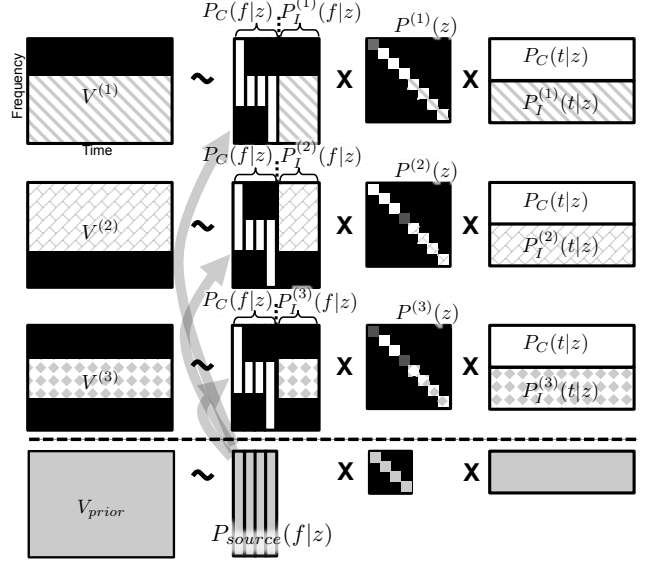 P_C(f|z) P_I^{(1)}(f|z) P^{(1)}(z)
Frequency
V^{(1)} ~ X X P_C(t|z)
P_I^{(1)}(t|z)
Time
P_C(f|z) P_I^{(2)}(f|z) P^{(2)}(z)
V^{(2)} ~ X X P_C(t|z)
P_I^{(2)}(t|z)
P_C(f|z) P_I^{(3)}(f|z) P^{(3)}(z)
V^{(3)} ~ X X P_C(t|z)
P_I^{(3)}(t|z)
V_{prior} ~ X X
P_{source}(f|z)